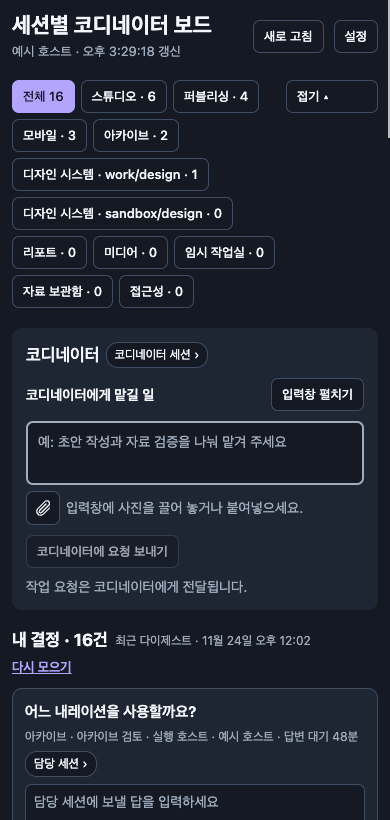 세션별 코디네이터 보드
예시 호스트 · 오후 3:29:18 갱신
새로 고침
설정
전체 16
스튜디오 · 6
퍼블리싱 · 4
접기 ▴
모바일 · 3
아카이브 · 2
디자인 시스템 · work/design · 1
디자인 시스템 · sandbox/design · 0
리포트 · 0
미디어 · 0
임시 작업실 · 0
자료 보관함 · 0
접근성 · 0
코디네이터
코디네이터 세션 ›
코디네이터에게 맡길 일
입력창 펼치기
예: 초안 작성과 자료 검증을 나눠 맡겨 주세요
입력창에 사진을 끌어 놓거나 붙여넣으세요.
코디네이터에 요청 보내기
작업 요청은 코디네이터에게 전달됩니다.
내 결정 · 16건
최근 다이제스트 · 11월 24일 오후 12:02
다시 모으기
어느 내레이션을 사용할까요?
아카이브 · 아카이브 검토 · 실행 호스트 · 예시 호스트 · 답변 대기 48분
담당 세션 ›
담당 세션에 보낼 답을 입력하세요